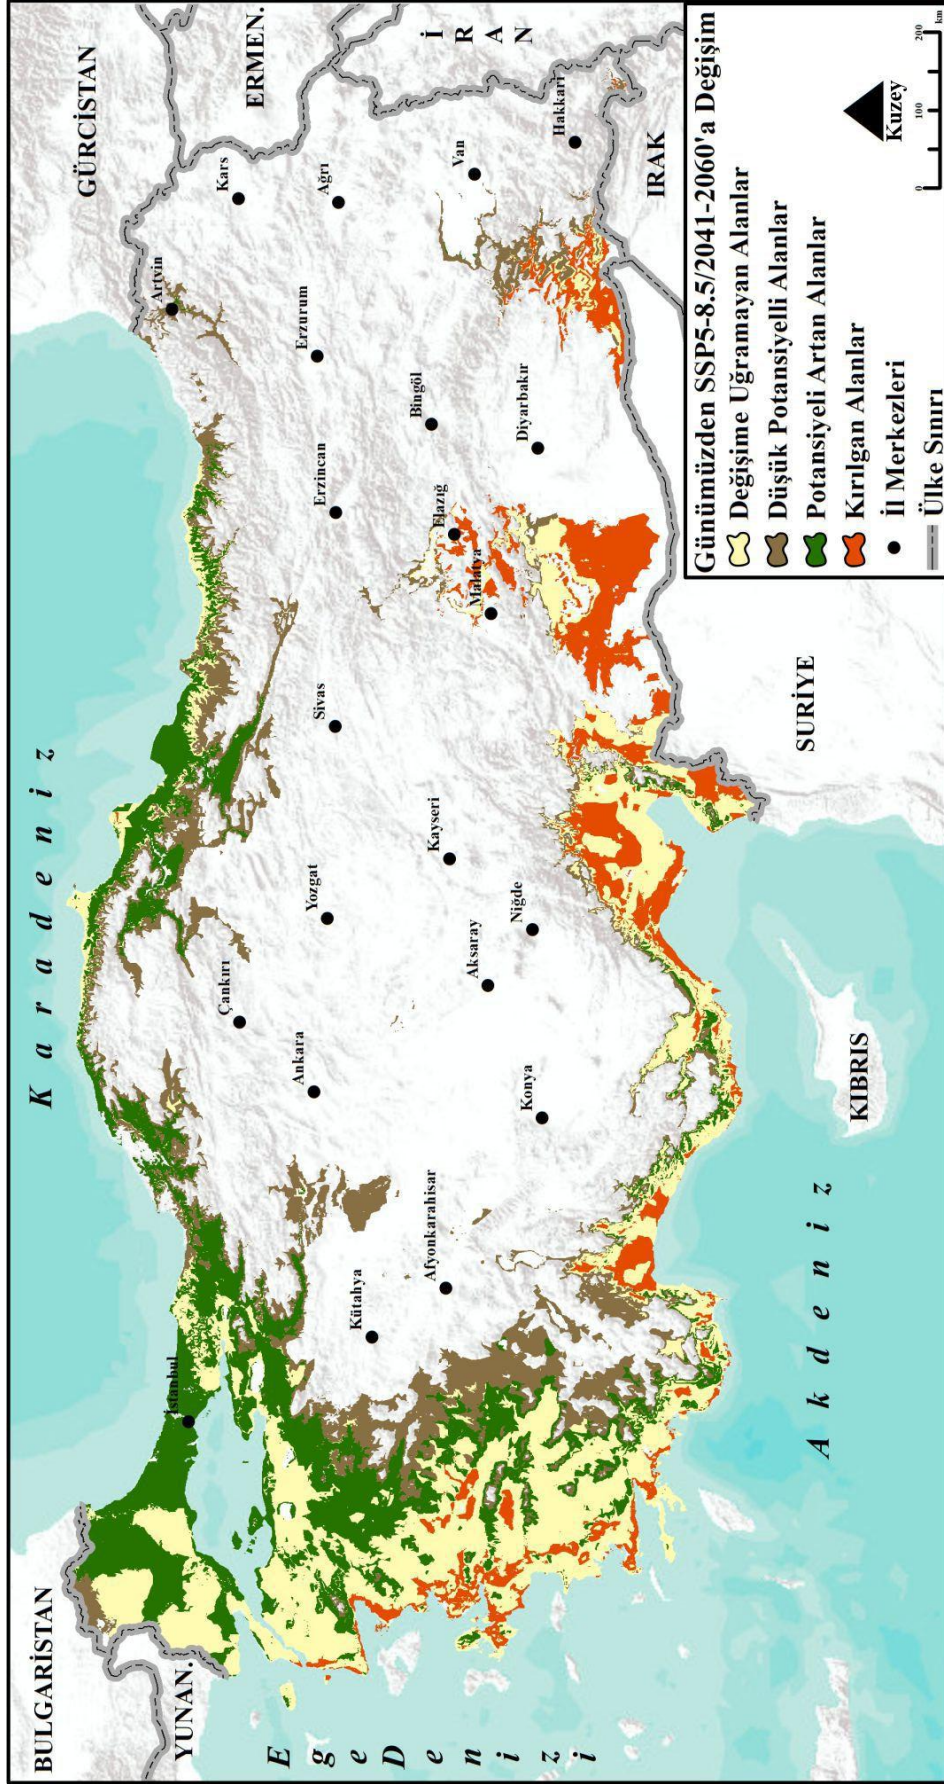 BULGARİSTAN
YUNAN.
GÜRCİSTAN
ERMEN.
İRAN
IRAK
SURİYE
KIBRIS
Karadeniz
Ege Denizi
Akdeniz
İstanbul
Kütahya
Afyonkarahisar
Ankara
Konya
Çankırı
Aksaray
Niğde
Yozgat
Kayseri
Sivas
Malatya
Elazığ
Erzincan
Bingöl
Diyarbakır
Erzurum
Artvin
Kars
Ağrı
Van
Hakkari
Günümüzden SSP5-8.5/2041-2060'a Değişim
Değişime Uğramayan Alanlar
Düşük Potansiyelli Alanlar
Potansiyeli Artan Alanlar
Kırılgan Alanlar
İl Merkezleri
Ülke Sınırı
Kuzey
0 100 200
km